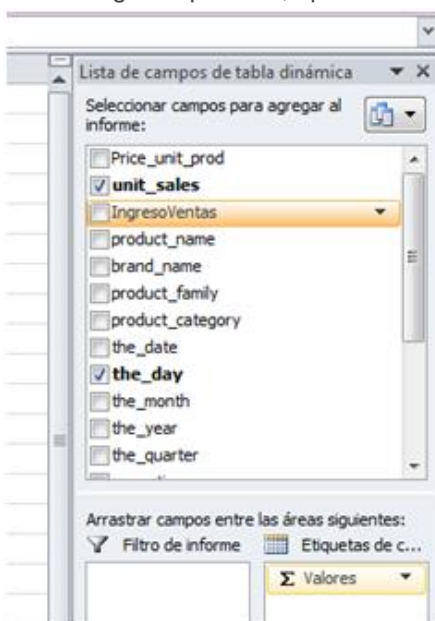 Lista de campos de tabla dinámica
Seleccionar campos para agregar al
informe:
Price_unit_prod
unit_sales
IngresoVentas
product_name
brand_name
product_family
product_category
the_date
the_day
the_month
the_year
the_quarter
Arrastrar campos entre las áreas siguientes:
Filtro de informe
Etiquetas de c...
Σ Valores